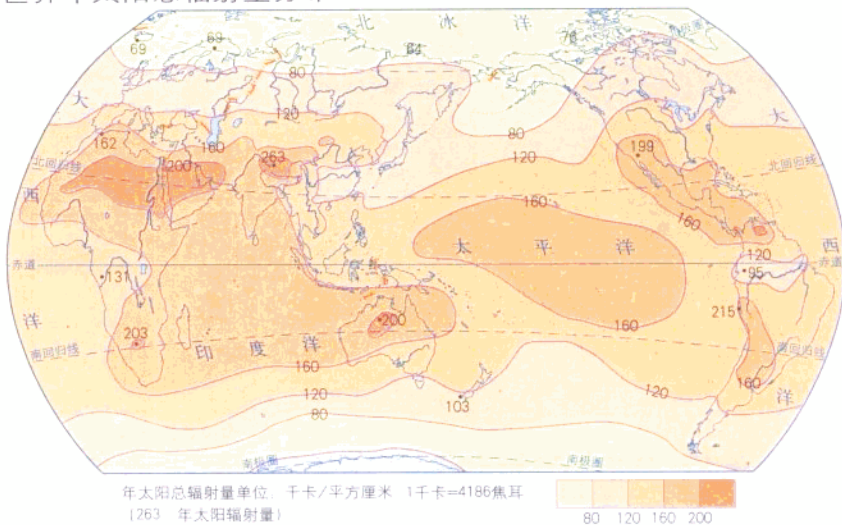 北 冰 洋
69
69
64
76
北极圈
80
大
120
大
80
162
160
199
200
263
120
北回归线
北回归线
西
160
160
太 平 洋
西
120
赤道
赤道
131
95
洋
200
215
203
160
南回归线
印 度 洋
南回归线
160
160
120
120
洋
103
80
南极圈
南极圈
年太阳总辐射量单位: 千卡/平方厘米 1千卡=4186焦耳
(263 年太阳辐射量)
80 120 160 200